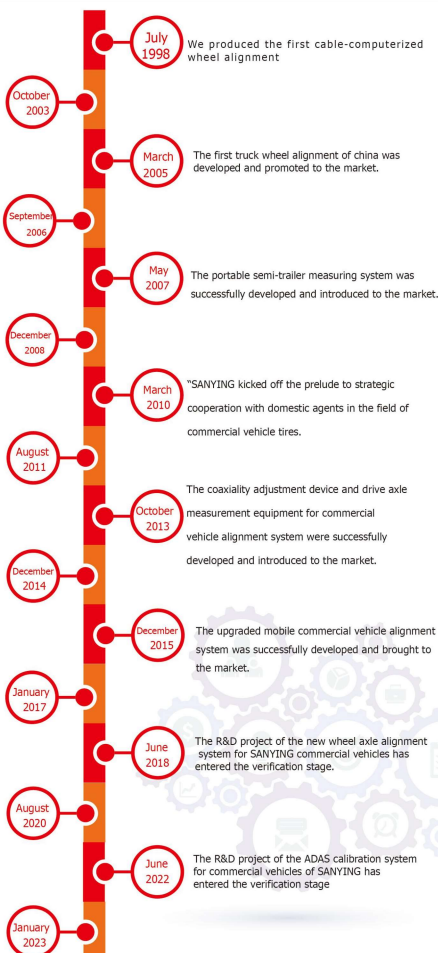 July
1998
We produced the first cable-computerized
wheel alignment
October
2003
March
2005
The first truck wheel alignment of china was
developed and promoted to the market.
September
2006
May
2007
The portable semi-trailer measuring system was
successfully developed and introduced to the market.
December
2008
March
2010
“SANYING kicked off the prelude to strategic
cooperation with domestic agents in the field of
commercial vehicle tires.
August
2011
October
2013
The coaxiality adjustment device and drive axle
measurement equipment for commercial
vehicle alignment system were successfully
developed and introduced to the market.
December
2014
December
2015
The upgraded mobile commercial vehicle alignment
system was successfully developed and brought to
the market.
January
2017
June
2018
The R&D project of the new wheel axle alignment
system for SANYING commercial vehicles has
entered the verification stage.
August
2020
June
2022
The R&D project of the ADAS calibration system
for commercial vehicles of SANYING has
entered the verification stage
January
2023